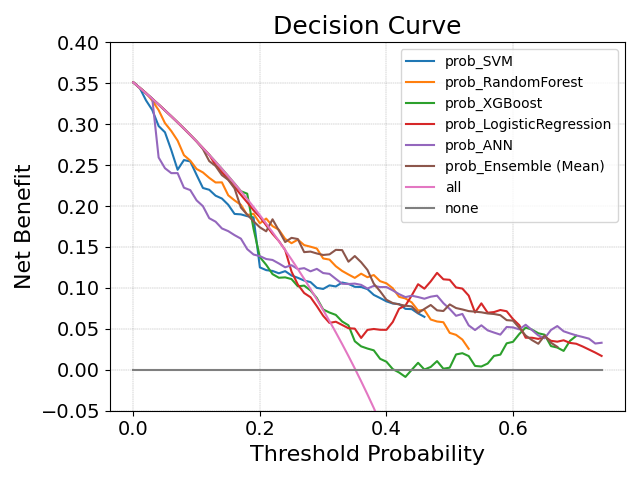 Decision Curve
0.40
0.35
0.30
0.25
0.20
0.15
0.10
0.05
0.00
−0.05
Net Benefit
prob_SVM
prob_RandomForest
prob_XGBoost
prob_LogisticRegression
prob_ANN
prob_Ensemble (Mean)
all
none
0.0 0.2 0.4 0.6
Threshold Probability